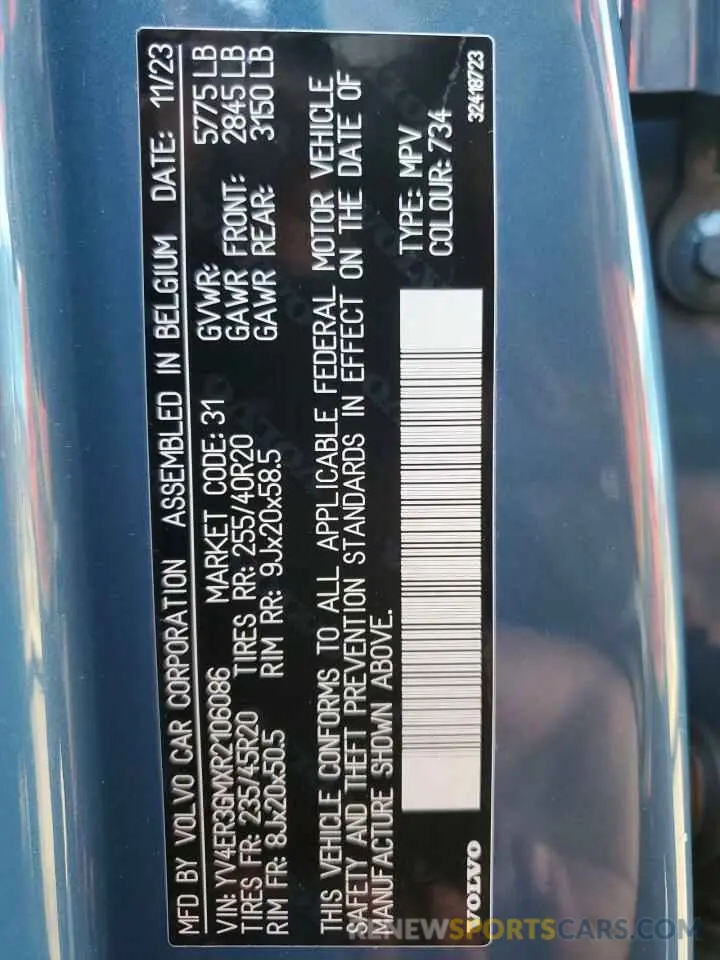 MFD BY VOLVO CAR CORPORATION ASSEMBLED IN BELGIUM DATE: 11/23
VIN: YV4ER3GMXR2106086 MARKET CODE: 31 GVWR: 5775 LB
TIRES FR: 235/45R20 TIRES RR: 255/40R20 GAWR FRONT: 2845 LB
RIM FR: 8Jx20x50.5 RIM RR: 9Jx20x58.5 GAWR REAR: 3150 LB
THIS VEHICLE CONFORMS TO ALL APPLICABLE FEDERAL MOTOR VEHICLE
SAFETY AND THEFT PREVENTION STANDARDS IN EFFECT ON THE DATE OF
MANUFACTURE SHOWN ABOVE.
TYPE: MPV
COLOUR: 734
VOLVO
32418723
RENEWSPORTSCARS.COM